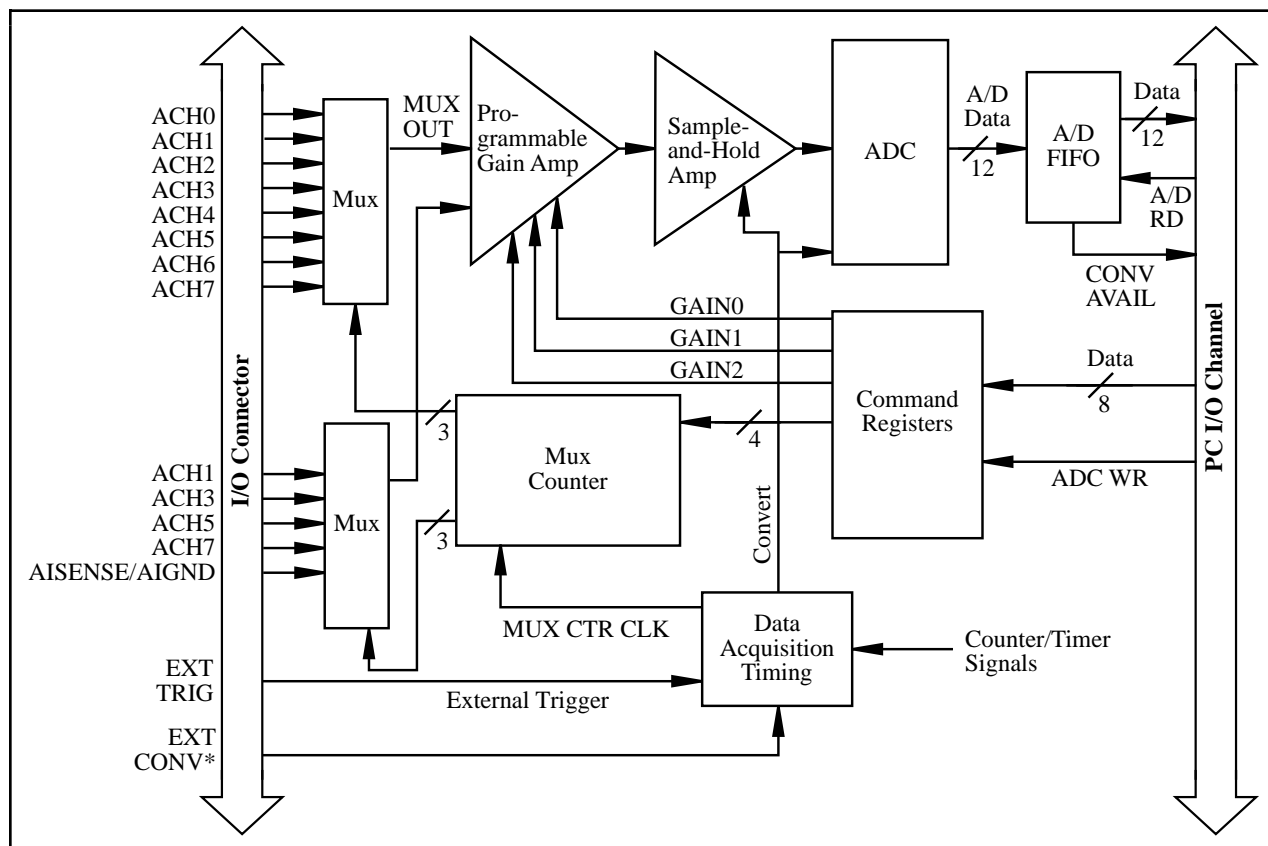 ACH0
ACH1
ACH2
ACH3
ACH4
ACH5
ACH6
ACH7
I/O Connector
Mux
MUX
OUT
Pro-
grammable
Gain Amp
Sample-
and-Hold
Amp
ADC
A/D
Data
12
A/D
FIFO
Data
12
A/D
RD
CONV
AVAIL
PC I/O Channel
GAIN0
GAIN1
GAIN2
Command
Registers
Data
8
ADC WR
4
3
Mux
Counter
3
ACH1
ACH3
ACH5
ACH7
AISENSE/AIGND
Mux
Convert
MUX CTR CLK
Data
Acquisition
Timing
Counter/Timer
Signals
EXT
TRIG
External Trigger
EXT
CONV*